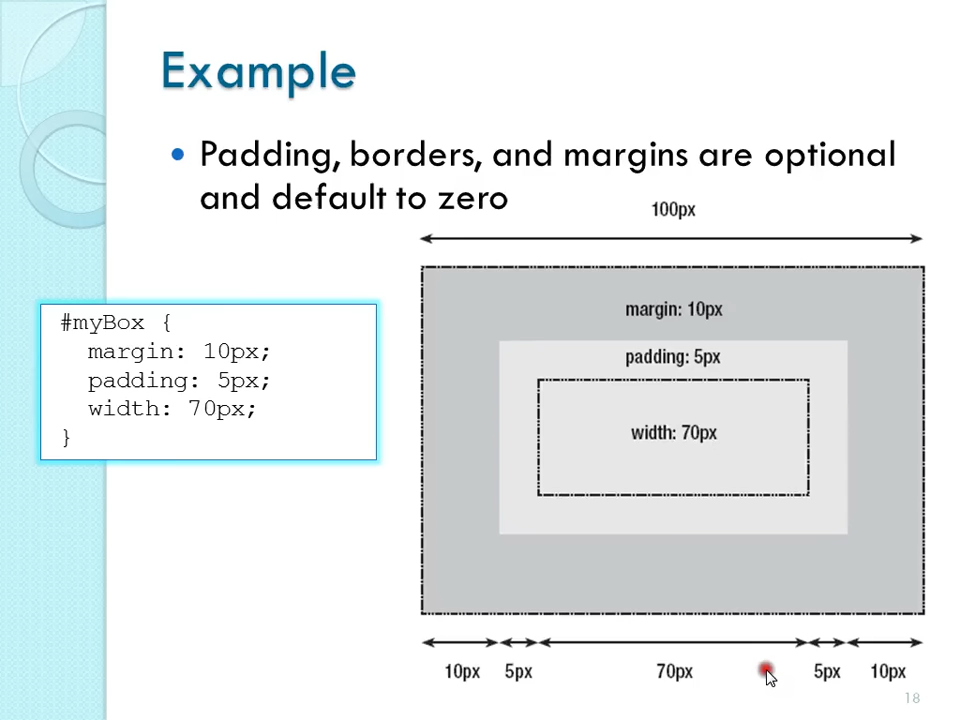 Example
Padding, borders, and margins are optional
and default to zero
100px
#myBox {
margin: 10px;
padding: 5px;
width: 70px;
}
margin: 10px
padding: 5px
width: 70px
10px 5px 70px 5px 10px
18